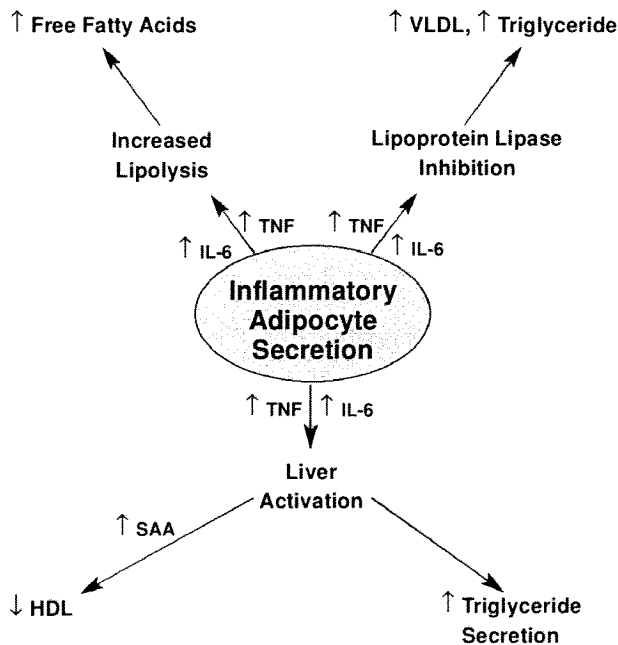 ↑ Free Fatty Acids
↑ VLDL, ↑ Triglyceride
Increased
Lipolysis
Lipoprotein Lipase
Inhibition
↑ TNF
↑ IL-6
↑ TNF
↑ IL-6
Inflammatory
Adipocyte
Secretion
↑ TNF ↑ IL-6
Liver
Activation
↑ SAA
↓ HDL
↑ Triglyceride
Secretion